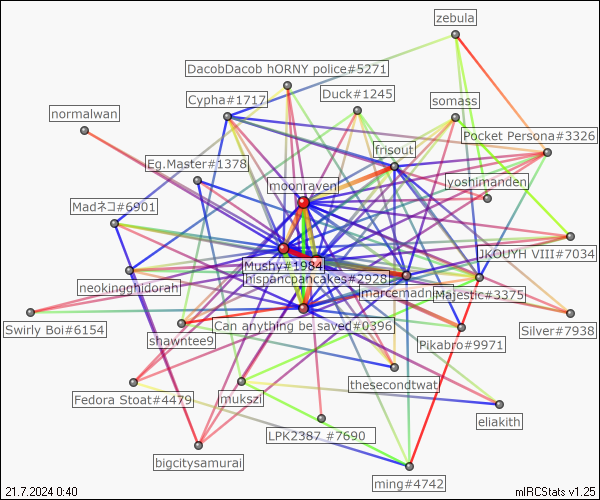 zebula
DacobDacob hORNY police#5271
Duck#1245
Cypha#1717
somass
normalwan
Pocket Persona#3326
frisout
Eg.Master#1378
yoshimanden
moonraven
Madネコ#6901
JKOUYH VIII#7034
Mushy#1984
hispancpancakes#2928
neokingghidorah
marcemadn
Majestic#3375
Swirly Boi#6154
Can anything be saved#0396
Silver#7938
shawntee9
Pikabro#9971
thesecondtwat
Fedora Stoat#4479
mukszi
eliakith
LPK2387 #7690
bigcitysamurai
ming#4742
21.7.2024 0:40
mIRCStats v1.25